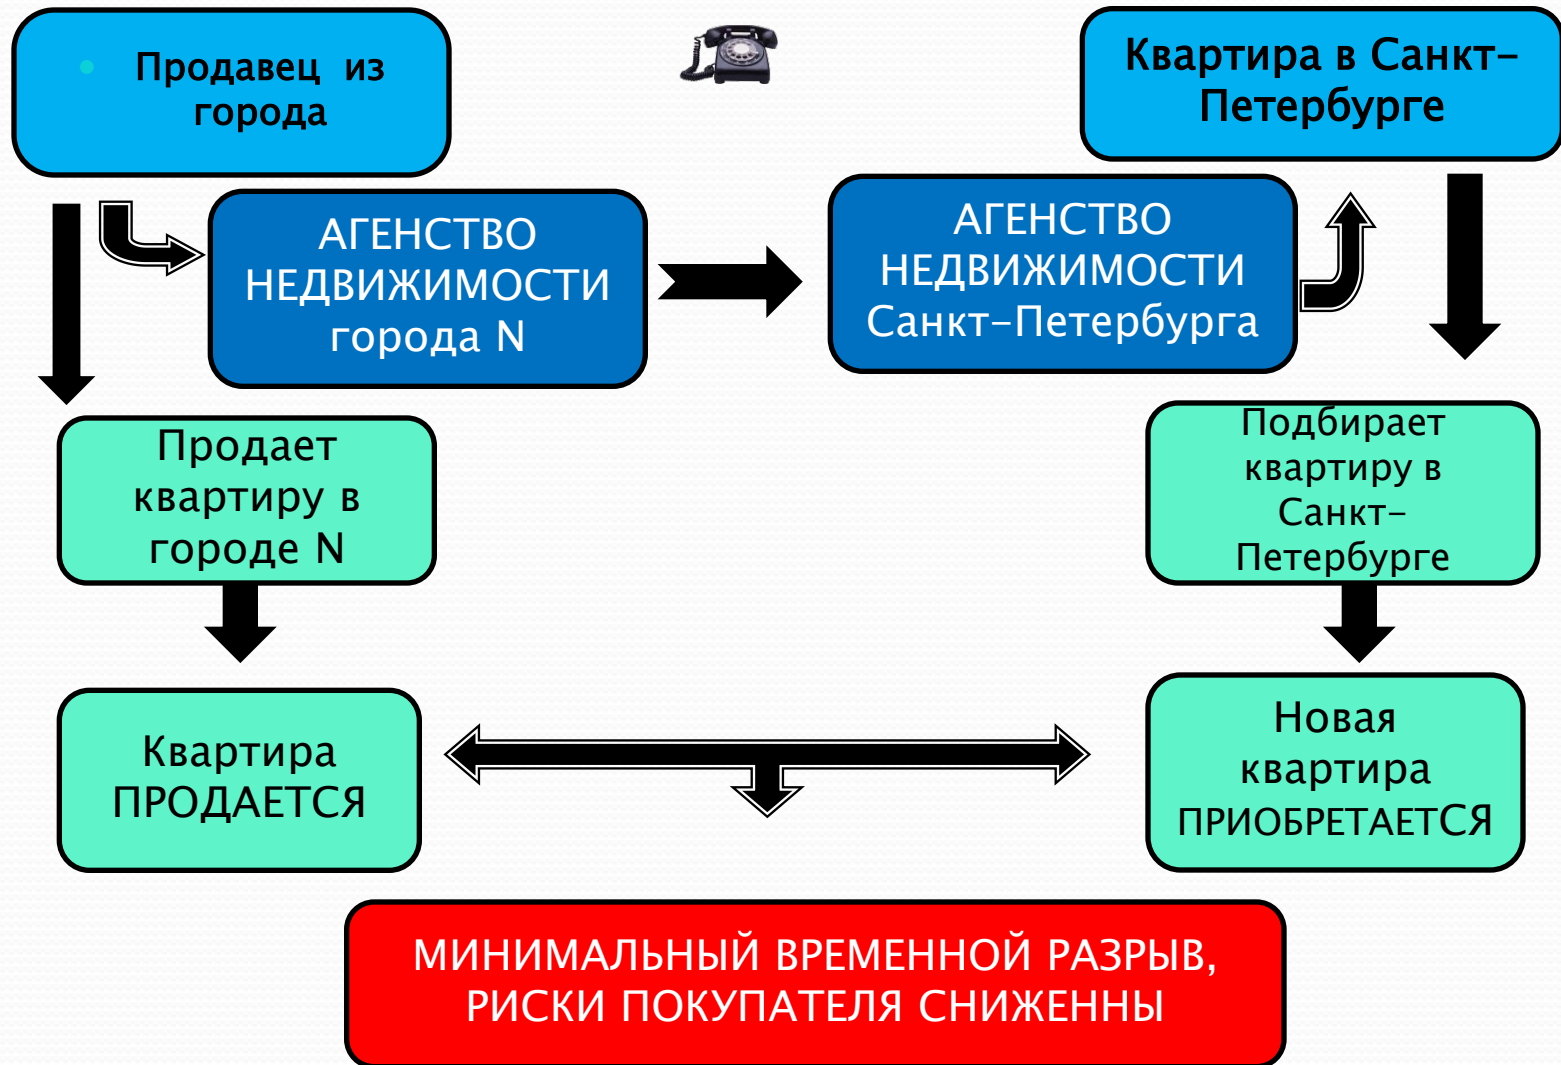 Продавец из
города
Квартира в Санкт-
Петербурге
АГЕНСТВО
НЕДВИЖИМОСТИ
города N
АГЕНСТВО
НЕДВИЖИМОСТИ
Санкт-Петербурга
Продает
квартиру в
городе N
Подбирает
квартиру в
Санкт-
Петербурге
Квартира
ПРОДАЕТСЯ
Новая
квартира
ПРИОБРЕТАЕТСЯ
МИНИМАЛЬНЫЙ ВРЕМЕННОЙ РАЗРЫВ,
РИСКИ ПОКУПАТЕЛЯ СНИЖЕННЫ